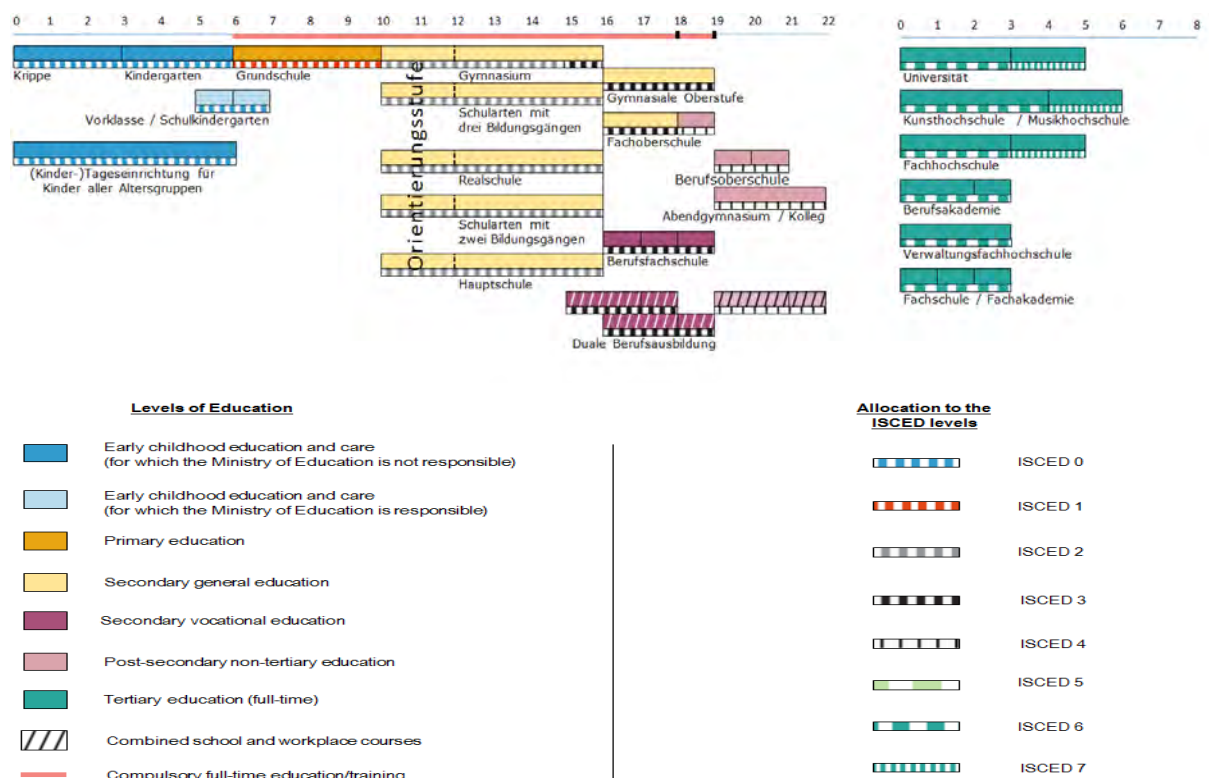 0 1 2 3 4 5 6 7 8 9 10 11 12 13 14 15 16 17 18 19 20 21 22
0 1 2 3 4 5 6 7 8
Krippe
Kindergarten
Grundschule
Gymnasium
Gymnasiale Oberstufe
Vorklasse / Schulkindergarten
Schularten mit
drei Bildungsgängen
Fachoberschule
(Kinder-)Tageseinrichtung für
Kinder aller Altersgruppen
Orientierungsstufe
Realschule
Berufsoberschule
Schularten mit
zwei Bildungsgängen
Abendgymnasium / Kolleg
Berufsfachschule
Hauptschule
Duale Berufsausbildung
Universität
Kunsthochschule / Musikhochschule
Fachhochschule
Berufsakademie
Verwaltungsfachhochschule
Fachschule / Fachakademie
Levels of Education
Early childhood education and care
(for which the Ministry of Education is not responsible)
Early childhood education and care
(for which the Ministry of Education is responsible)
Primary education
Secondary general education
Secondary vocational education
Post-secondary non-tertiary education
Tertiary education (full-time)
Combined school and workplace courses
Compulsory full-time education/training
Allocation to the
ISCED levels
ISCED 0
ISCED 1
ISCED 2
ISCED 3
ISCED 4
ISCED 5
ISCED 6
ISCED 7